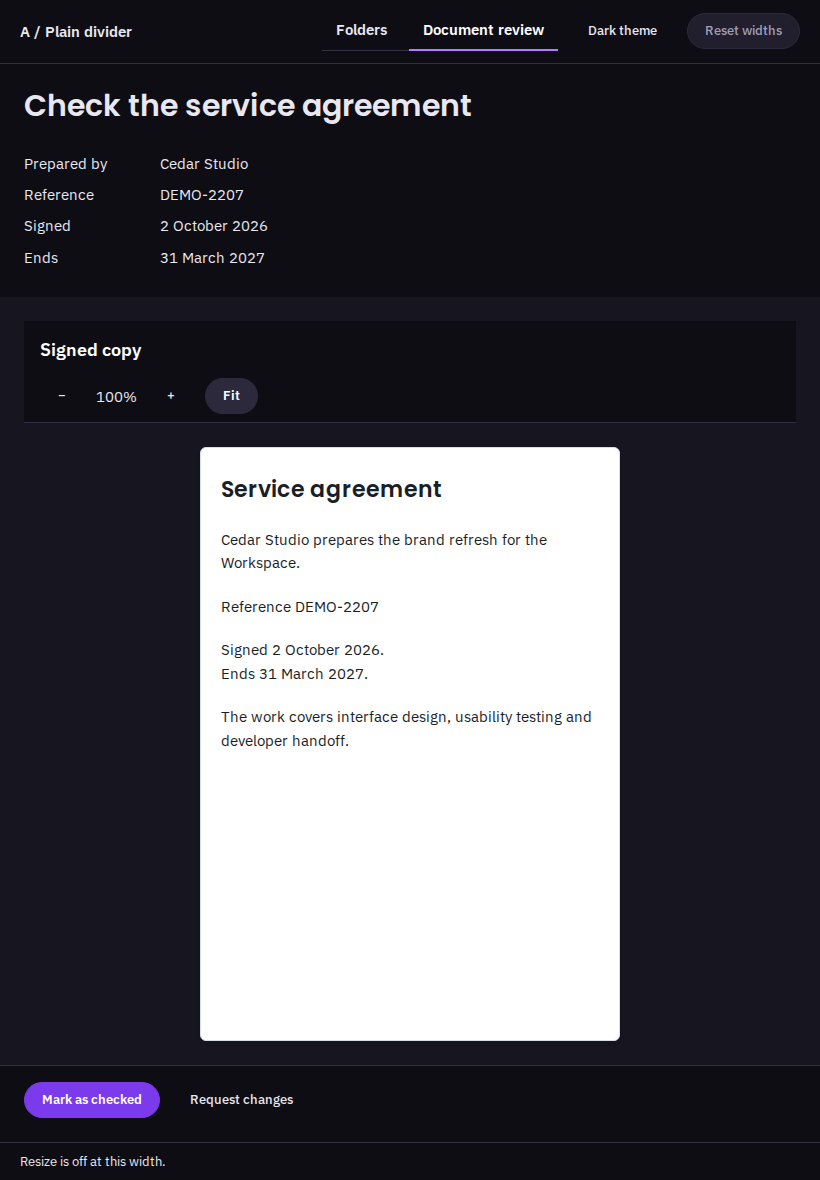 A / Plain divider
Folders
Document review
Dark theme
Reset widths
Check the service agreement
Prepared by Cedar Studio
Reference DEMO-2207
Signed 2 October 2026
Ends 31 March 2027
Signed copy
− 100% + Fit
Service agreement
Cedar Studio prepares the brand refresh for the
Workspace.
Reference DEMO-2207
Signed 2 October 2026.
Ends 31 March 2027.
The work covers interface design, usability testing and
developer handoff.
Mark as checked
Request changes
Resize is off at this width.